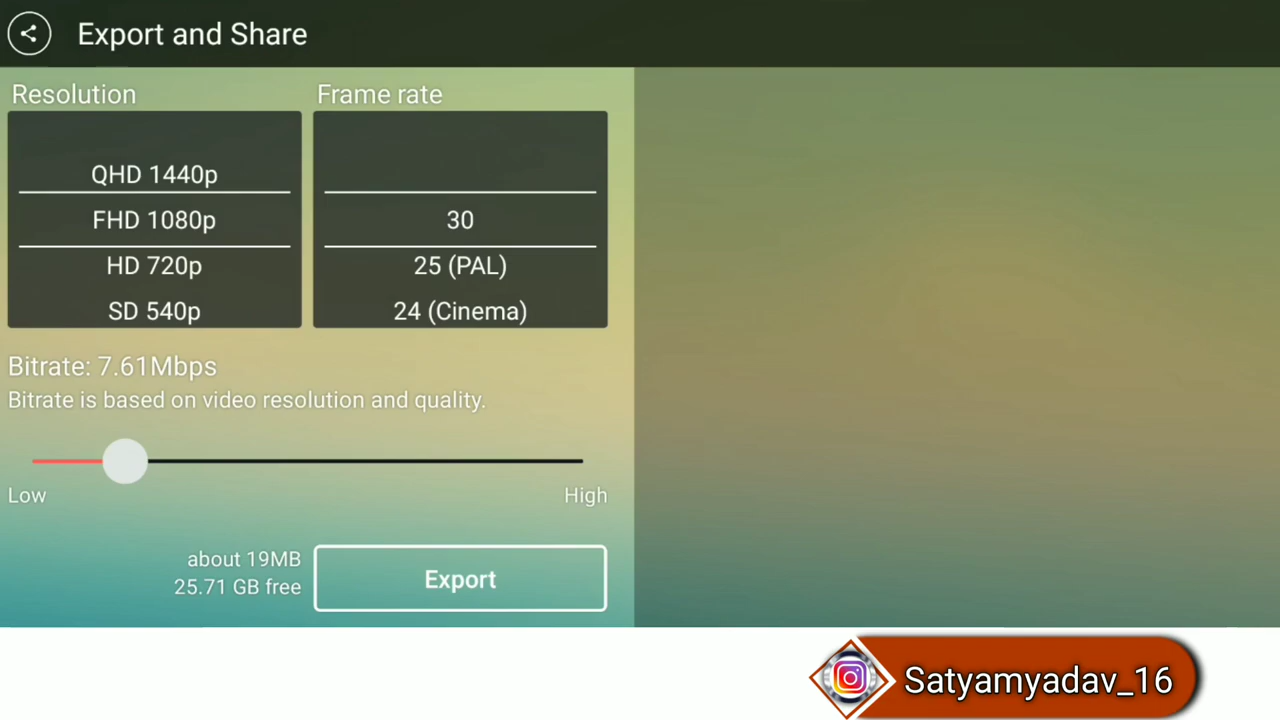 Export and Share
Resolution
Frame rate
QHD 1440p
FHD 1080p
HD 720p
SD 540p
30
25 (PAL)
24 (Cinema)
Bitrate: 7.61Mbps
Bitrate is based on video resolution and quality.
Low
High
about 19MB
25.71 GB free
Export
Satyamyadav_16